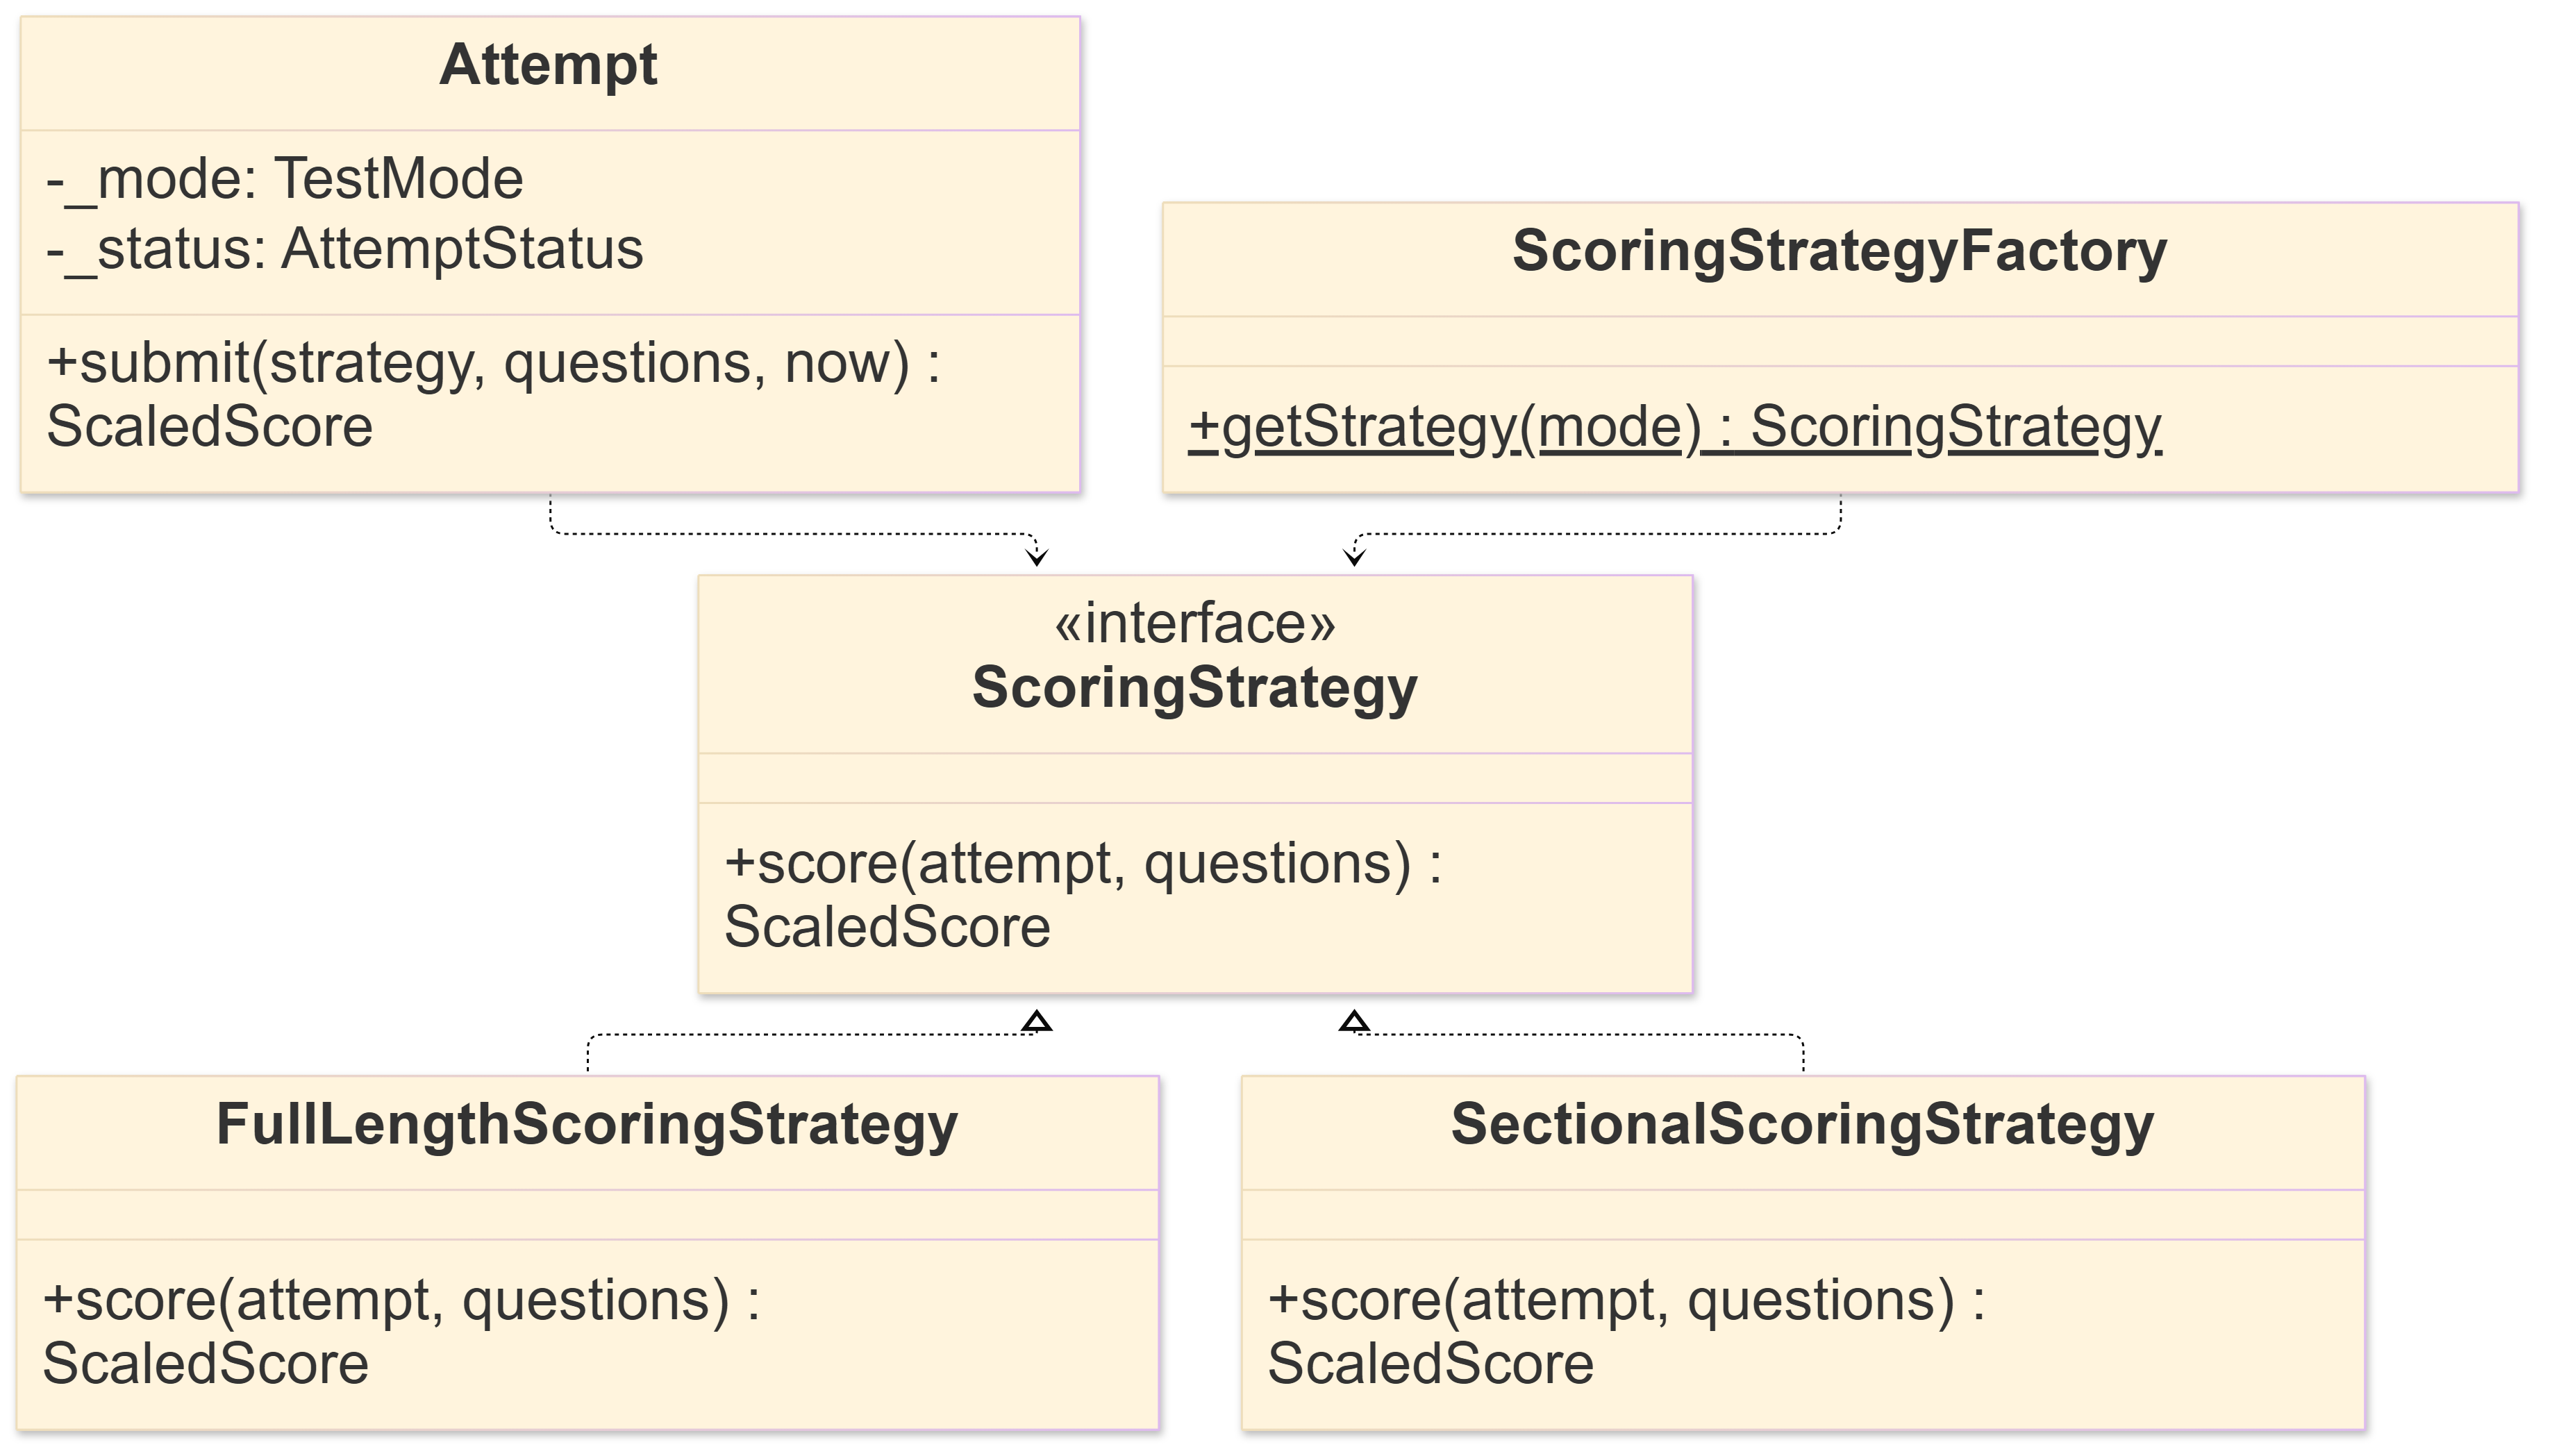 Attempt
-_mode: TestMode
-_status: AttemptStatus
+submit(strategy, questions, now) :
ScaledScore
ScoringStrategyFactory
+getStrategy(mode) : ScoringStrategy
«interface»
ScoringStrategy
+score(attempt, questions) :
ScaledScore
FullLengthScoringStrategy
+score(attempt, questions) :
ScaledScore
SectionalScoringStrategy
+score(attempt, questions) :
ScaledScore